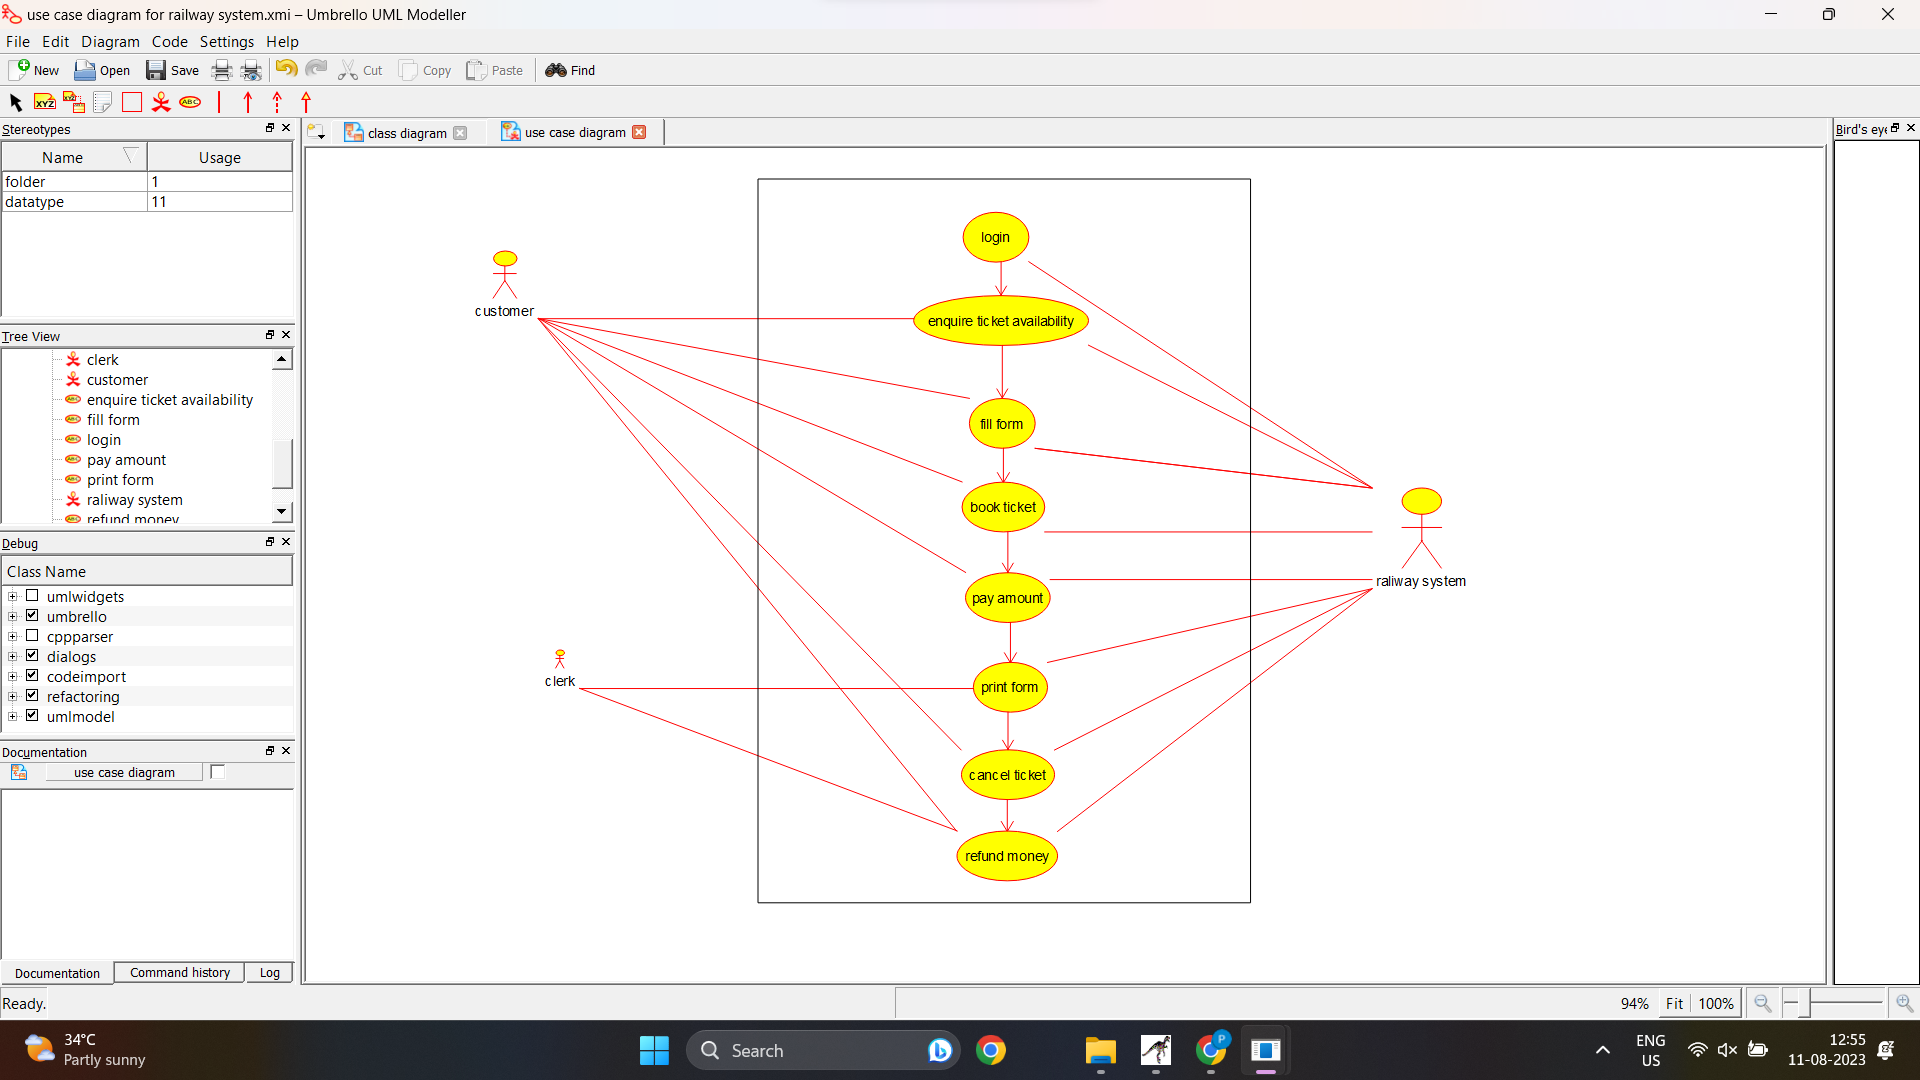 use case diagram for railway system.xmi – Umbrello UML Modeller
File Edit Diagram Code Settings Help
New Open Save Cut Copy Paste Find
XYZ XYZ ABC
Stereotypes
Name Usage
folder 1
datatype 11
Tree View
clerk
customer
enquire ticket availability
fill form
login
pay amount
print form
raliway system
refund money
Debug
Class Name
umlwidgets
umbrello
cppparser
dialogs
codeimport
refactoring
umlmodel
Documentation
use case diagram
Documentation Command history Log
class diagram use case diagram
login
customer
enquire ticket availability
fill form
book ticket
raliway system
pay amount
clerk
print form
cancel ticket
refund money
Bird's eye
Ready.
94% Fit 100%
34°C
Partly sunny
Search
P
ENG
US
12:55
11-08-2023